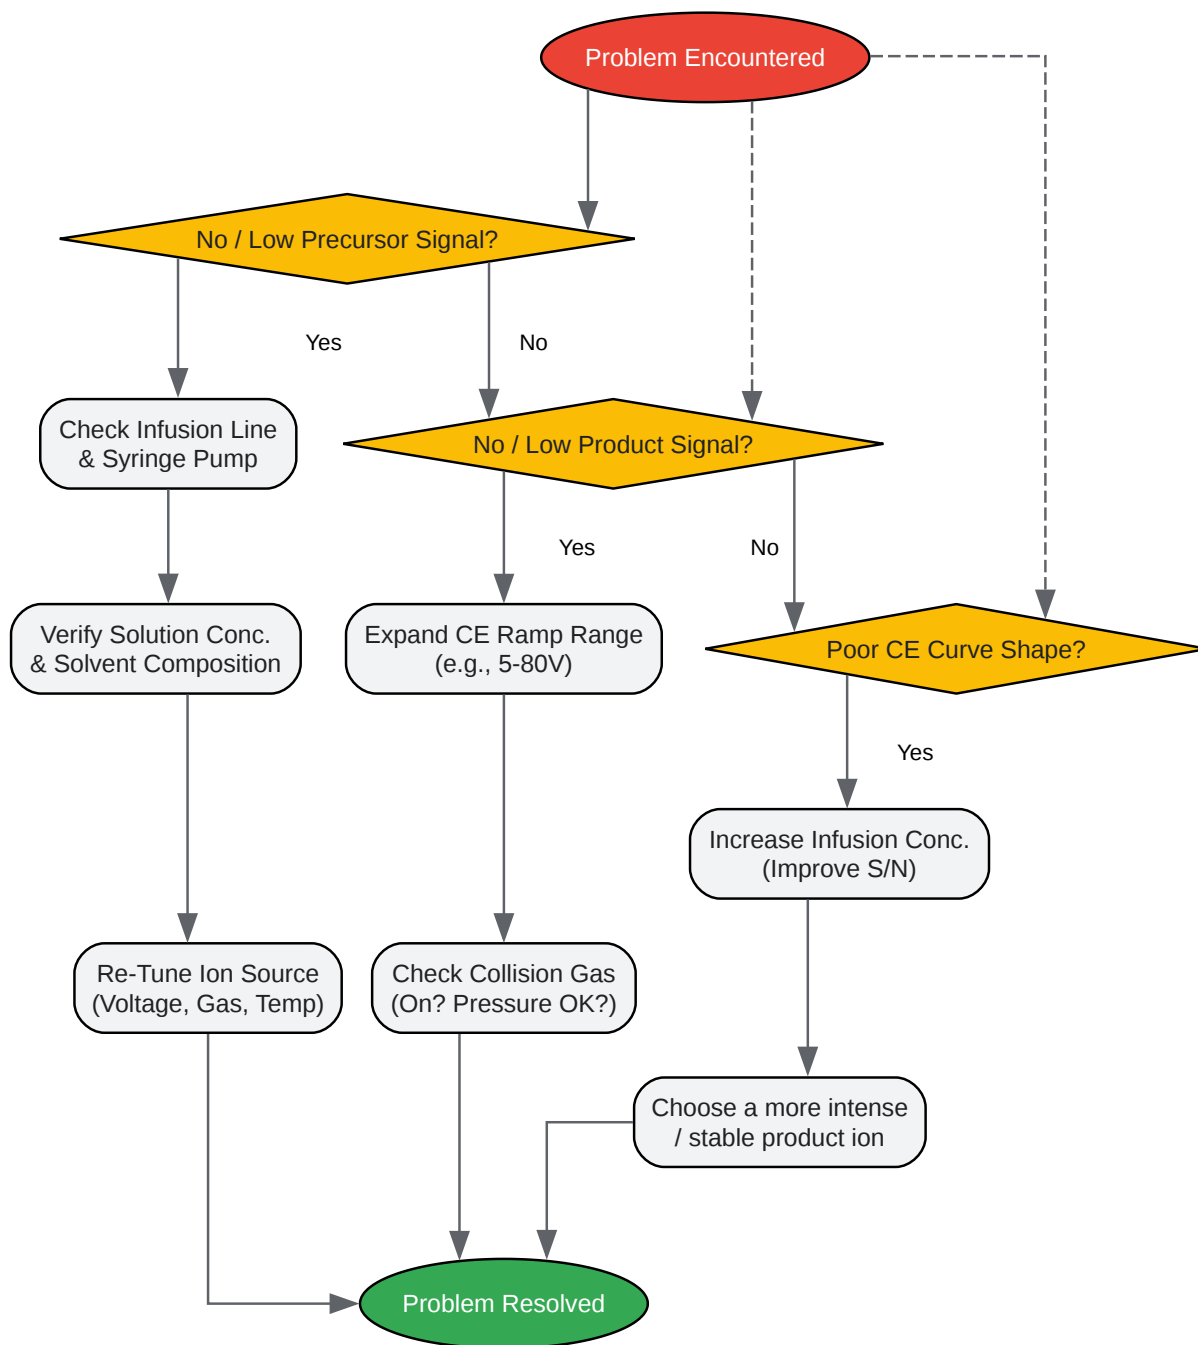 Problem Encountered
No / Low Precursor Signal?
Yes
No
Check Infusion Line
& Syringe Pump
No / Low Product Signal?
Yes
No
Verify Solution Conc.
& Solvent Composition
Expand CE Ramp Range
(e.g., 5-80V)
Poor CE Curve Shape?
Yes
Increase Infusion Conc.
(Improve S/N)
Re-Tune Ion Source
(Voltage, Gas, Temp)
Check Collision Gas
(On? Pressure OK?)
Choose a more intense
/ stable product ion
Problem Resolved